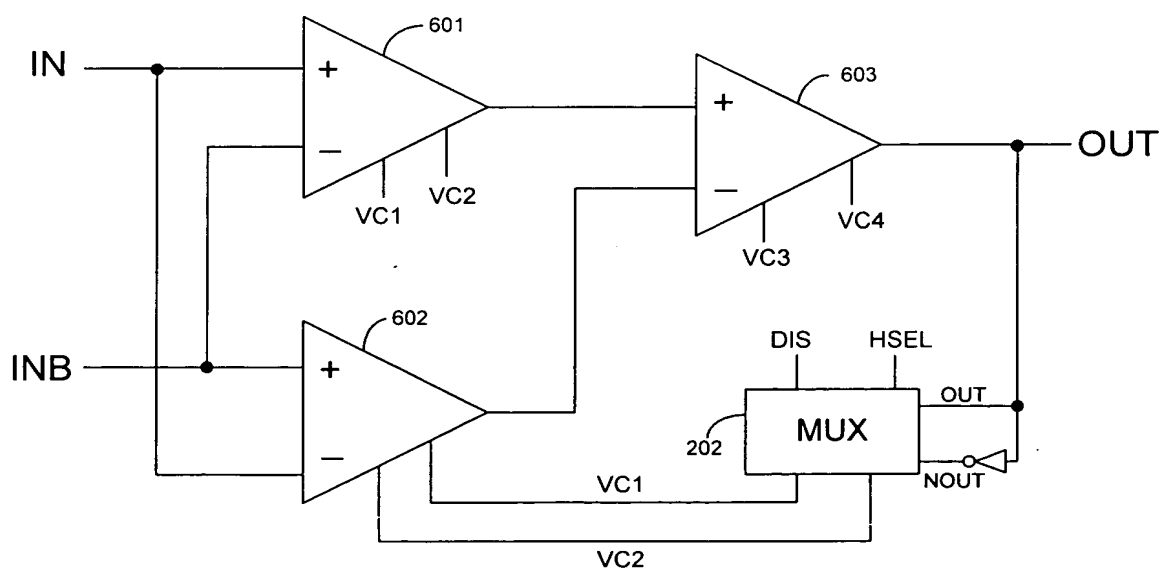 601
IN
+
−
VC1
VC2
603
+
−
OUT
VC4
VC3
602
INB
+
−
DIS
HSEL
OUT
MUX
202
NOUT
VC1
VC2